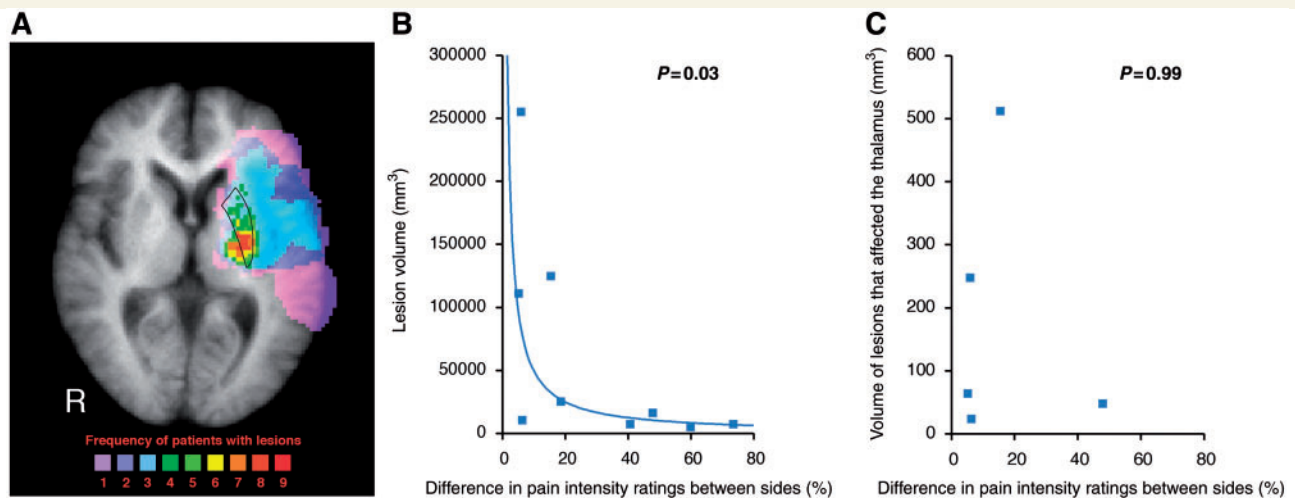 A
R
Frequency of patients with lesions
1 2 3 4 5 6 7 8 9
B
P=0.03
Lesion volume (mm³)
300000
250000
200000
150000
100000
50000
0
0 20 40 60 80
Difference in pain intensity ratings between sides (%)
C
P=0.99
Volume of lesions that affected the thalamus (mm³)
600
500
400
300
200
100
0
0 20 40 60 80
Difference in pain intensity ratings between sides (%)